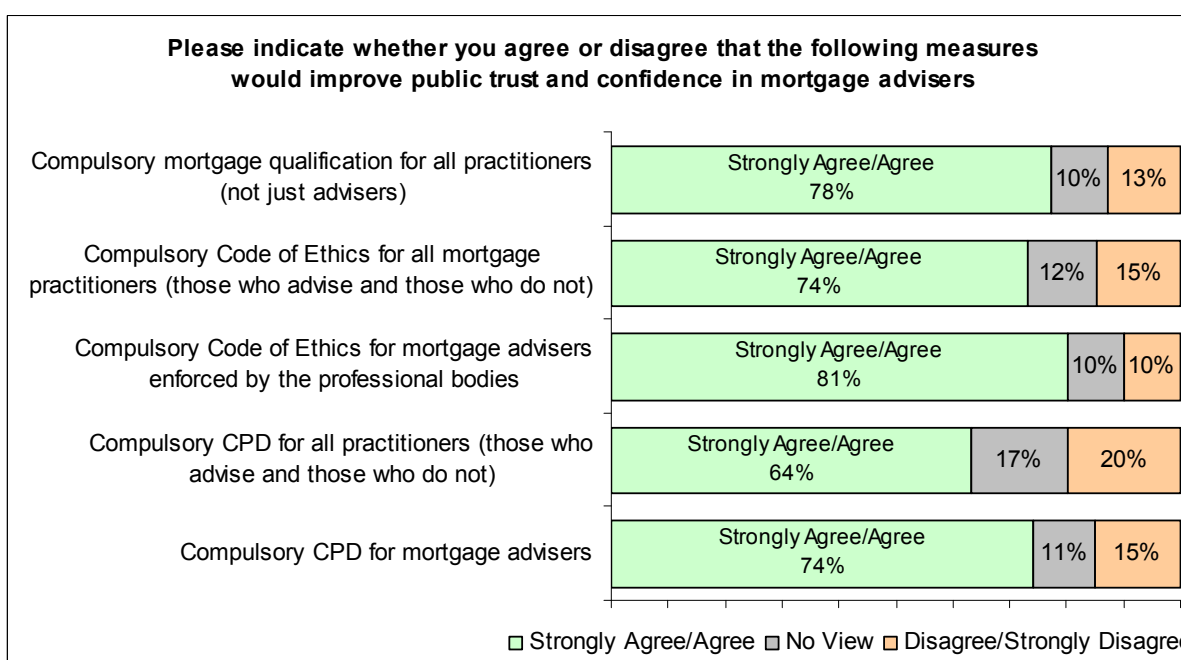 Please indicate whether you agree or disagree that the following measures
would improve public trust and confidence in mortgage advisers
Compulsory mortgage qualification for all practitioners
(not just advisers)
Strongly Agree/Agree
78%
10%
13%
Compulsory Code of Ethics for all mortgage
practitioners (those who advise and those who do not)
Strongly Agree/Agree
74%
12%
15%
Compulsory Code of Ethics for mortgage advisers
enforced by the professional bodies
Strongly Agree/Agree
81%
10%
10%
Compulsory CPD for all practitioners (those who
advise and those who do not)
Strongly Agree/Agree
64%
17%
20%
Compulsory CPD for mortgage advisers
Strongly Agree/Agree
74%
11%
15%
Strongly Agree/Agree
No View
Disagree/Strongly Disagre